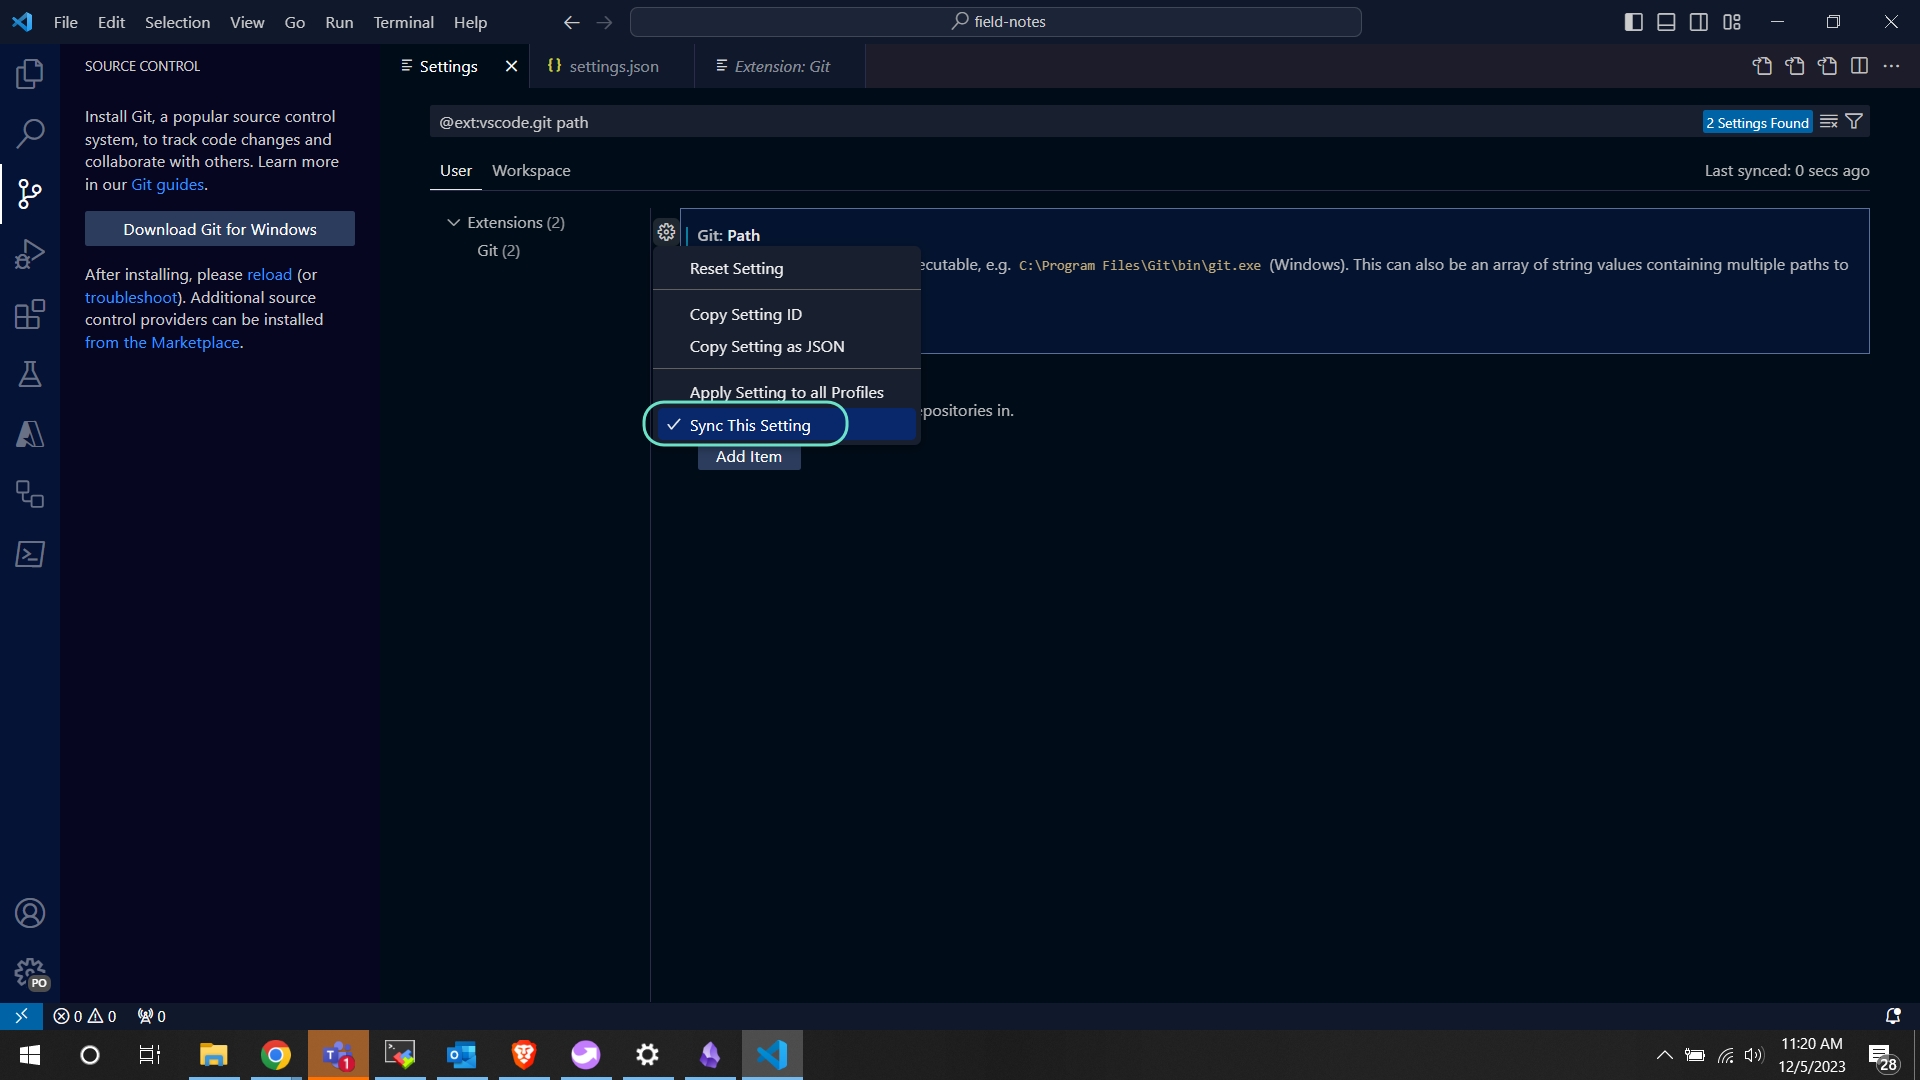 File Edit Selection View Go Run Terminal Help
field-notes
SOURCE CONTROL
Install Git, a popular source control
system, to track code changes and
collaborate with others. Learn more
in our Git guides.
Download Git for Windows
After installing, please reload (or
troubleshoot). Additional source
control providers can be installed
from the Marketplace.
Settings
settings.json
Extension: Git
@ext:vscode.git path
2 Settings Found
User Workspace
Last synced: 0 secs ago
Extensions (2)
Git (2)
Git: Path
ecutable, e.g. C:\Program Files\Git\bin\git.exe (Windows). This can also be an array of string values containing multiple paths to
Reset Setting
Copy Setting ID
Copy Setting as JSON
Apply Setting to all Profiles
Sync This Setting
positories in.
Add Item
PO
0 0 0
1
11:20 AM
12/5/2023
28